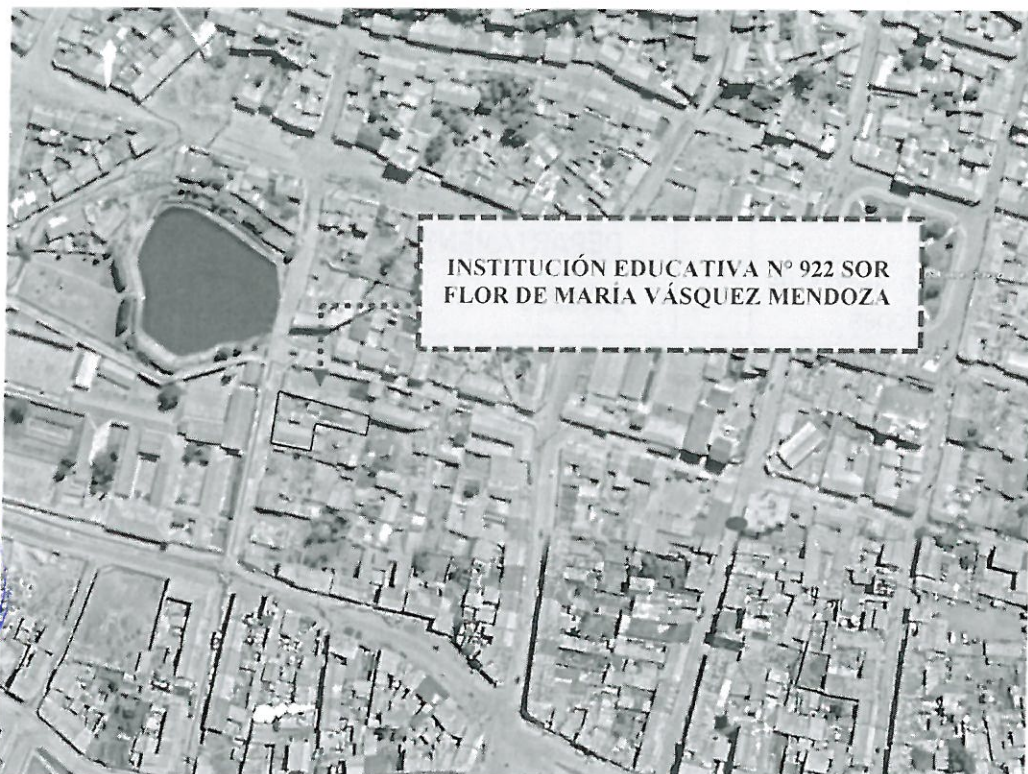 INSTITUCIÓN EDUCATIVA N° 922 SOR
FLOR DE MARÍA VÁSQUEZ MENDOZA